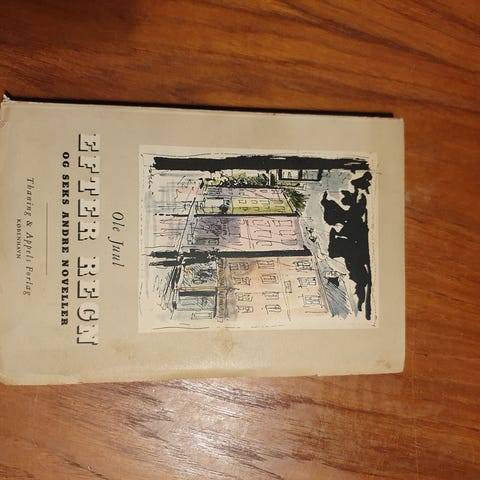 Ole Juul
EFTER REGN
OG SEKS ANDRE NOVELLER
Thaning & Appels Forlag
KØBENHAVN